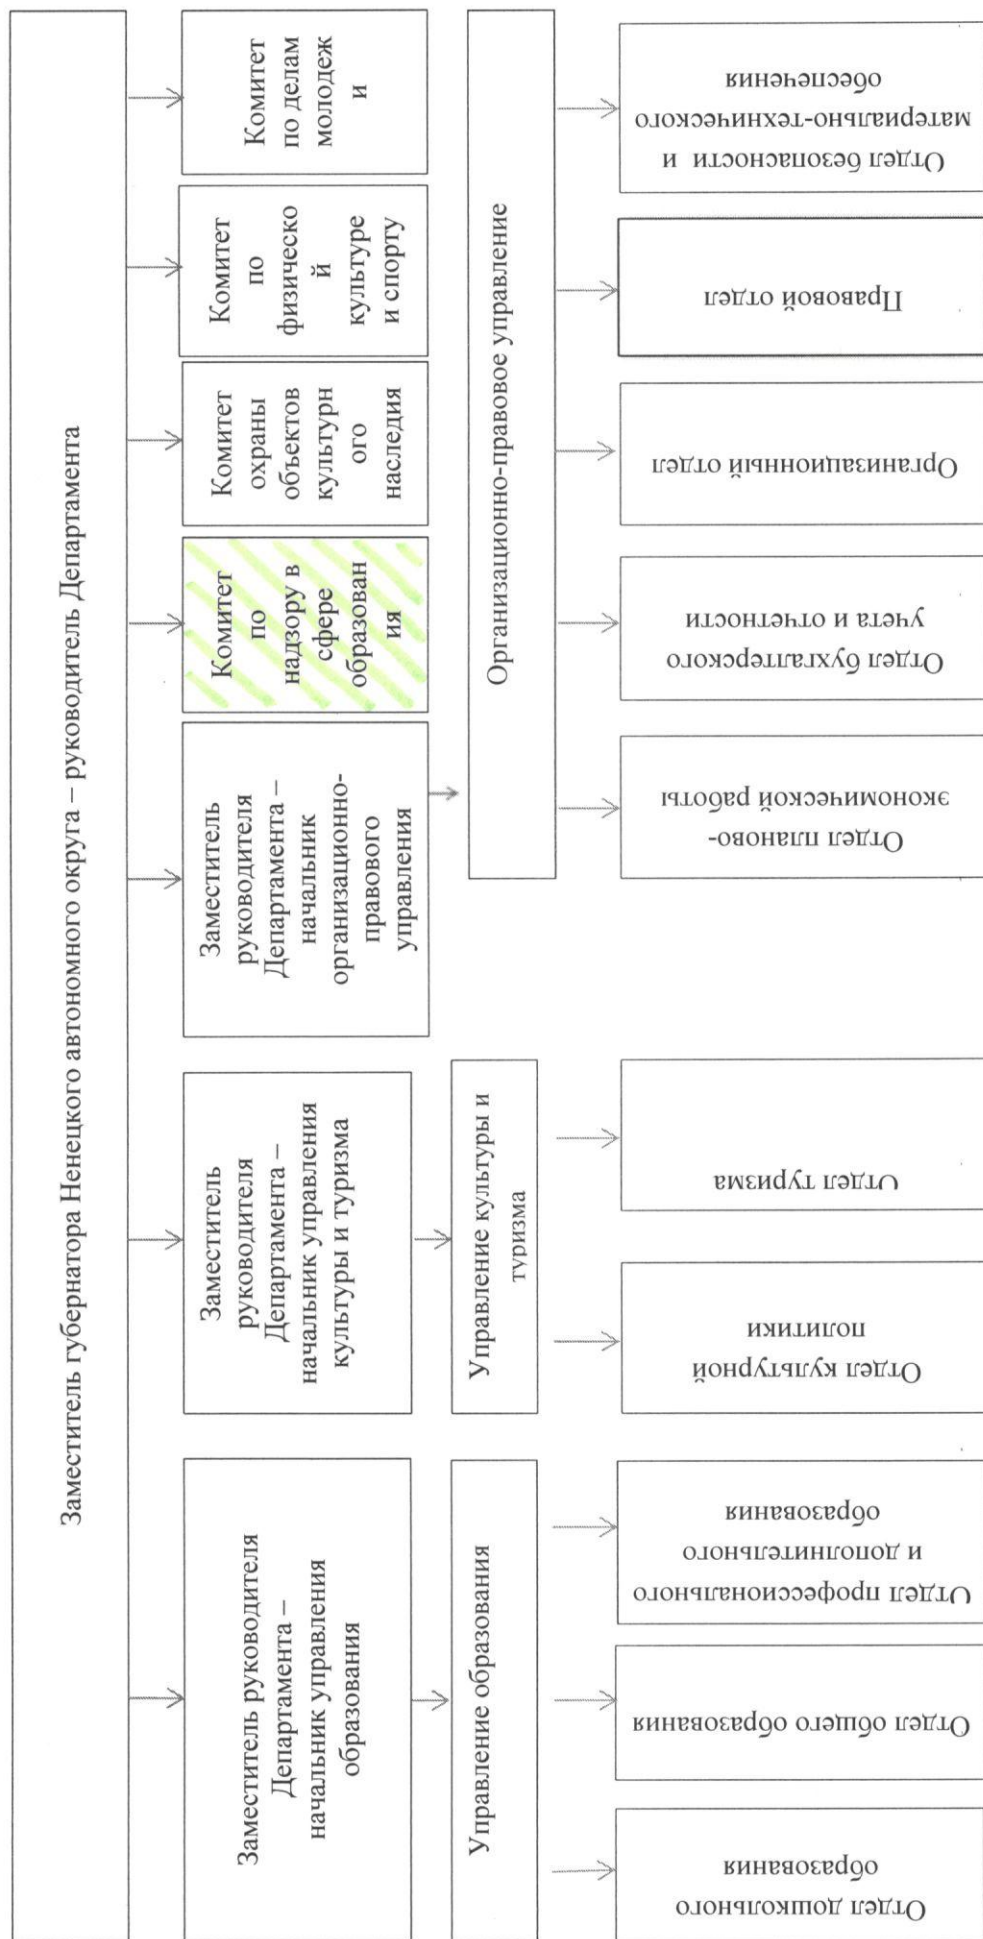 Заместитель губернатора Ненецкого автономного округа – руководитель Департамента
Заместитель руководителя
Департамента –
начальник управления
образования
Заместитель
руководителя
Департамента –
начальник управления
культуры и туризма
Заместитель
руководителя
Департамента –
начальник
организационно-
правового
управления
Комитет
по
надзору в
сфере
образован
ия
Комитет
охраны
объектов
культурн
ого
наследия
Комитет
по
физическо
й
культуре
и спорту
Комитет
по делам
молодеж
и
Управление образования
Управление культуры и
туризма
Организационно-правовое управление
Отдел дошкольного
образования
Отдел общего образования
Отдел профессионального
и дополнительного
образования
Отдел культурной
политики
Отдел туризма
Отдел планово-
экономической работы
Отдел бухгалтерского
учета и отчетности
Организационный отдел
Правовой отдел
Отдел безопасности и
материально-технического
обеспечения